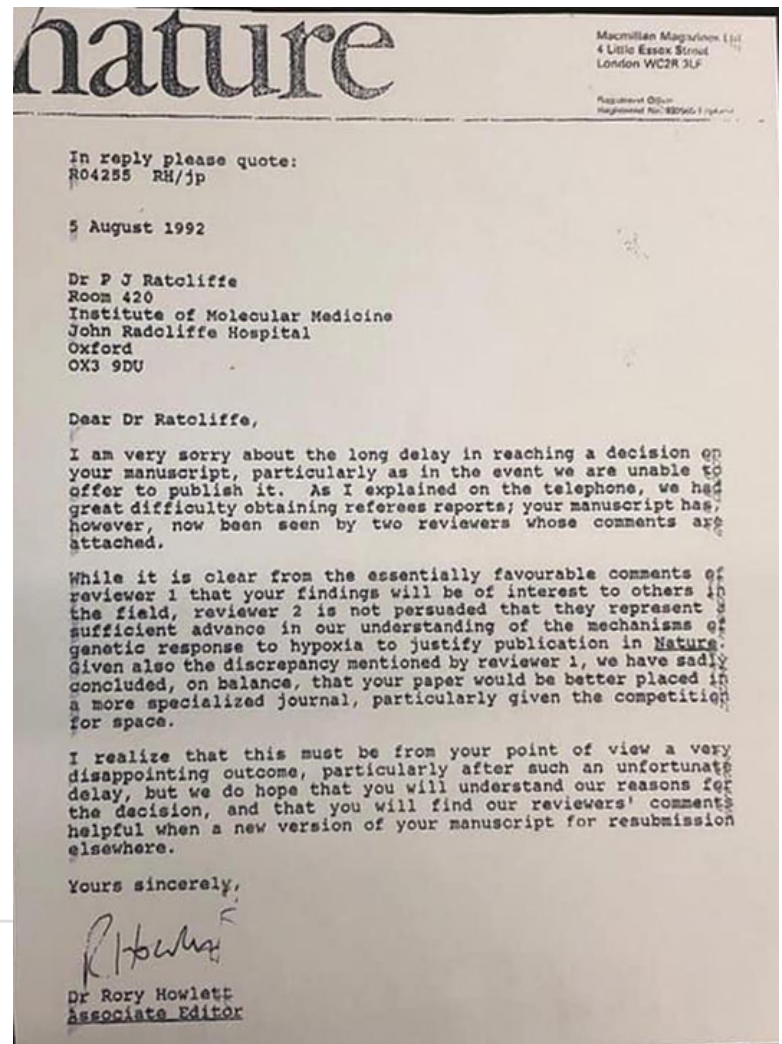 nature
Macmillan Magazines Ltd
4 Little Essex Street
London WC2R 3LF
Registered Office
In reply please quote:
R04255 RH/jp
5 August 1992
Dr P J Ratcliffe
Room 420
Institute of Molecular Medicine
John Radcliffe Hospital
Oxford
OX3 9DU
Dear Dr Ratcliffe,
I am very sorry about the long delay in reaching a decision on
your manuscript, particularly as in the event we are unable to
offer to publish it. As I explained on the telephone, we had
great difficulty obtaining referees reports; your manuscript has,
however, now been seen by two reviewers whose comments are
attached.
While it is clear from the essentially favourable comments of
reviewer 1 that your findings will be of interest to others in
the field, reviewer 2 is not persuaded that they represent a
sufficient advance in our understanding of the mechanisms of
genetic response to hypoxia to justify publication in Nature.
Given also the discrepancy mentioned by reviewer 1, we have sadly
concluded, on balance, that your paper would be better placed in
a more specialized journal, particularly given the competition
for space.
I realize that this must be from your point of view a very
disappointing outcome, particularly after such an unfortunate
delay, but we do hope that you will understand our reasons for
the decision, and that you will find our reviewers' comments
helpful when a new version of your manuscript for resubmission
elsewhere.
Yours sincerely,
R Howlett
Dr Rory Howlett
Associate Editor